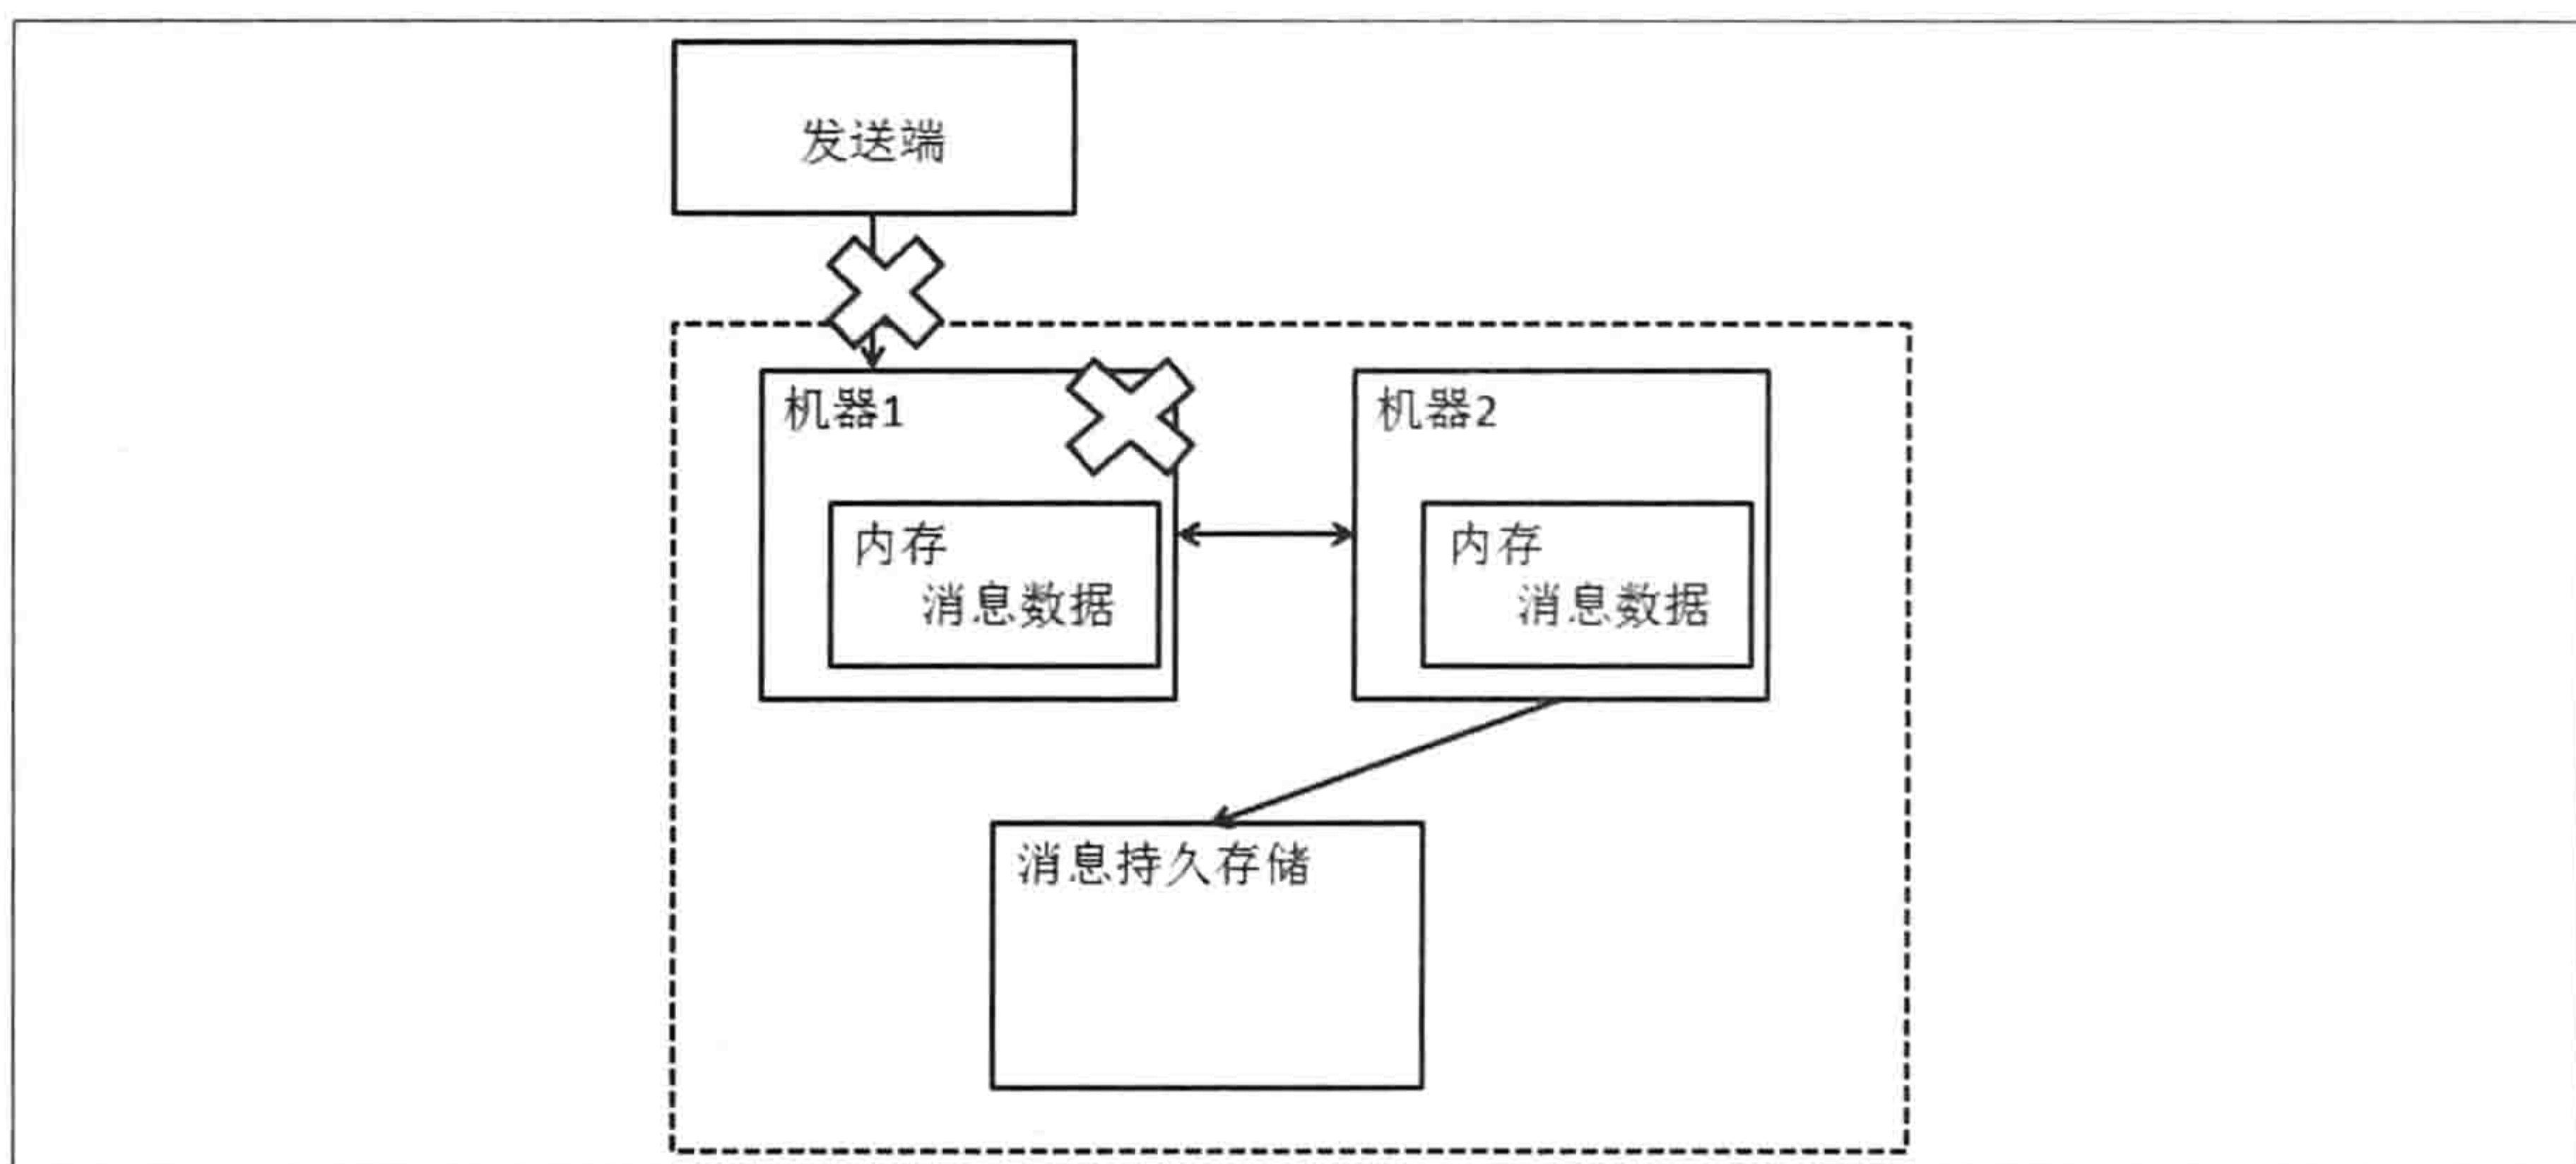 发送端
机器1
机器2
内存
消息数据
内存
消息数据
消息持久存储